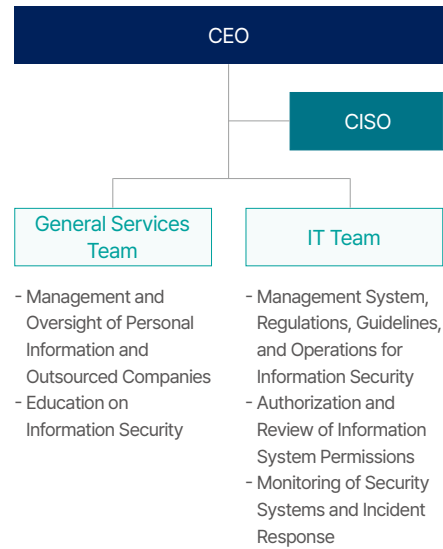 CEO
CISO
General Services
Team
- Management and
Oversight of Personal
Information and
Outsourced Companies
- Education on
Information Security
IT Team
- Management System,
Regulations, Guidelines,
and Operations for
Information Security
- Authorization and
Review of Information
System Permissions
- Monitoring of Security
Systems and Incident
Response